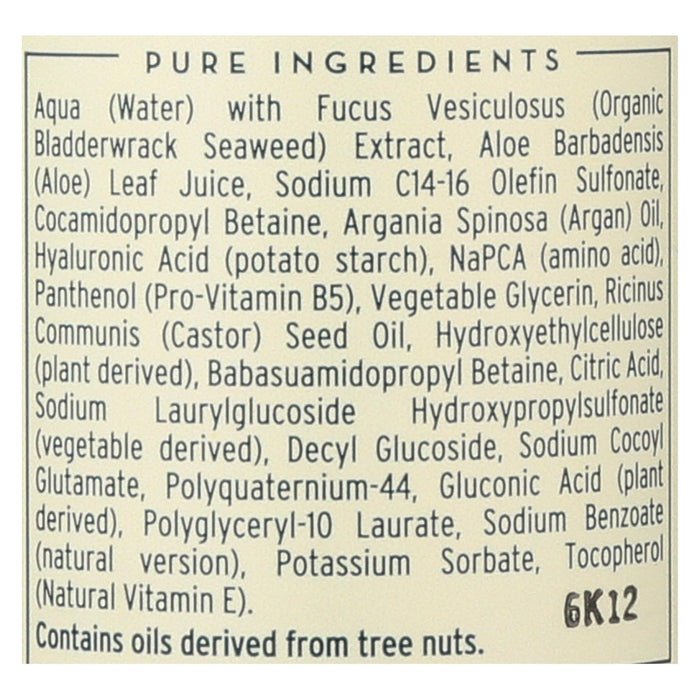 PURE INGREDIENTS
Aqua (Water) with Fucus Vesiculosus (Organic
Bladderwrack Seaweed) Extract, Aloe Barbadensis
(Aloe) Leaf Juice, Sodium C14-16 Olefin Sulfonate,
Cocamidopropyl Betaine, Argania Spinosa (Argan) Oil,
Hyaluronic Acid (potato starch), NaPCA (amino acid),
Panthenol (Pro-Vitamin B5), Vegetable Glycerin, Ricinus
Communis (Castor) Seed Oil, Hydroxyethylcellulose
(plant derived), Babasuamidopropyl Betaine, Citric Acid,
Sodium Laurylglucoside Hydroxypropylsulfonate
(vegetable derived), Decyl Glucoside, Sodium Cocoyl
Glutamate, Polyquaternium-44, Gluconic Acid (plant
derived), Polyglyceryl-10 Laurate, Sodium Benzoate
(natural version), Potassium Sorbate, Tocopherol
(Natural Vitamin E).
6K12
Contains oils derived from tree nuts.